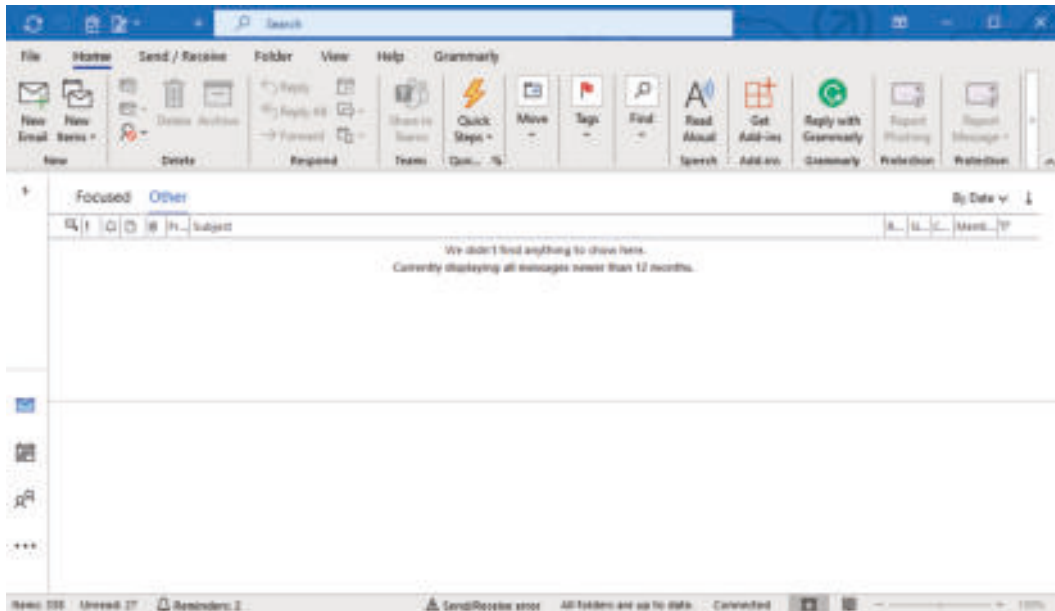 Search
File Home Send / Receive Folder View Help Grammarly
New Email New Items Delete Archive Reply Reply All Forward Share to Teams Quick Steps Move Tags Find Read Aloud Get Add-ins Reply with Grammarly Report Phishing Report Message
New Delete Respond Teams Quic... Speech Add-ins Grammarly Protection Protection
Focused Other By Date
Subject
We didn't find anything to show here.
Currently displaying all messages newer than 12 months.
Unread: 27 Reminders: 2 Send/Receive error All folders are up to date. Connected